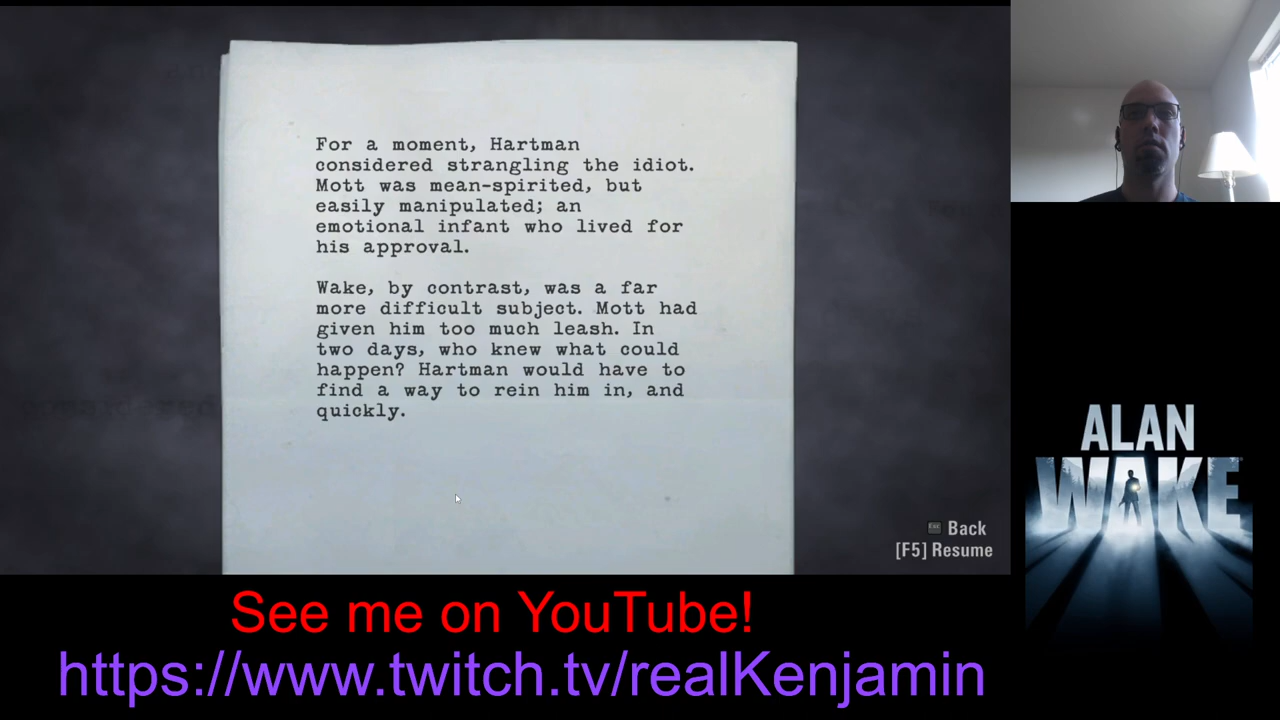 For a moment, Hartman
considered strangling the idiot.
Mott was mean-spirited, but
easily manipulated; an
emotional infant who lived for
his approval.
Wake, by contrast, was a far
more difficult subject. Mott had
given him too much leash. In
two days, who knew what could
happen? Hartman would have to
find a way to rein him in, and
quickly.
Esc Back
[F5] Resume
ALAN
WAKE
See me on YouTube!
https://www.twitch.tv/realKenjamin